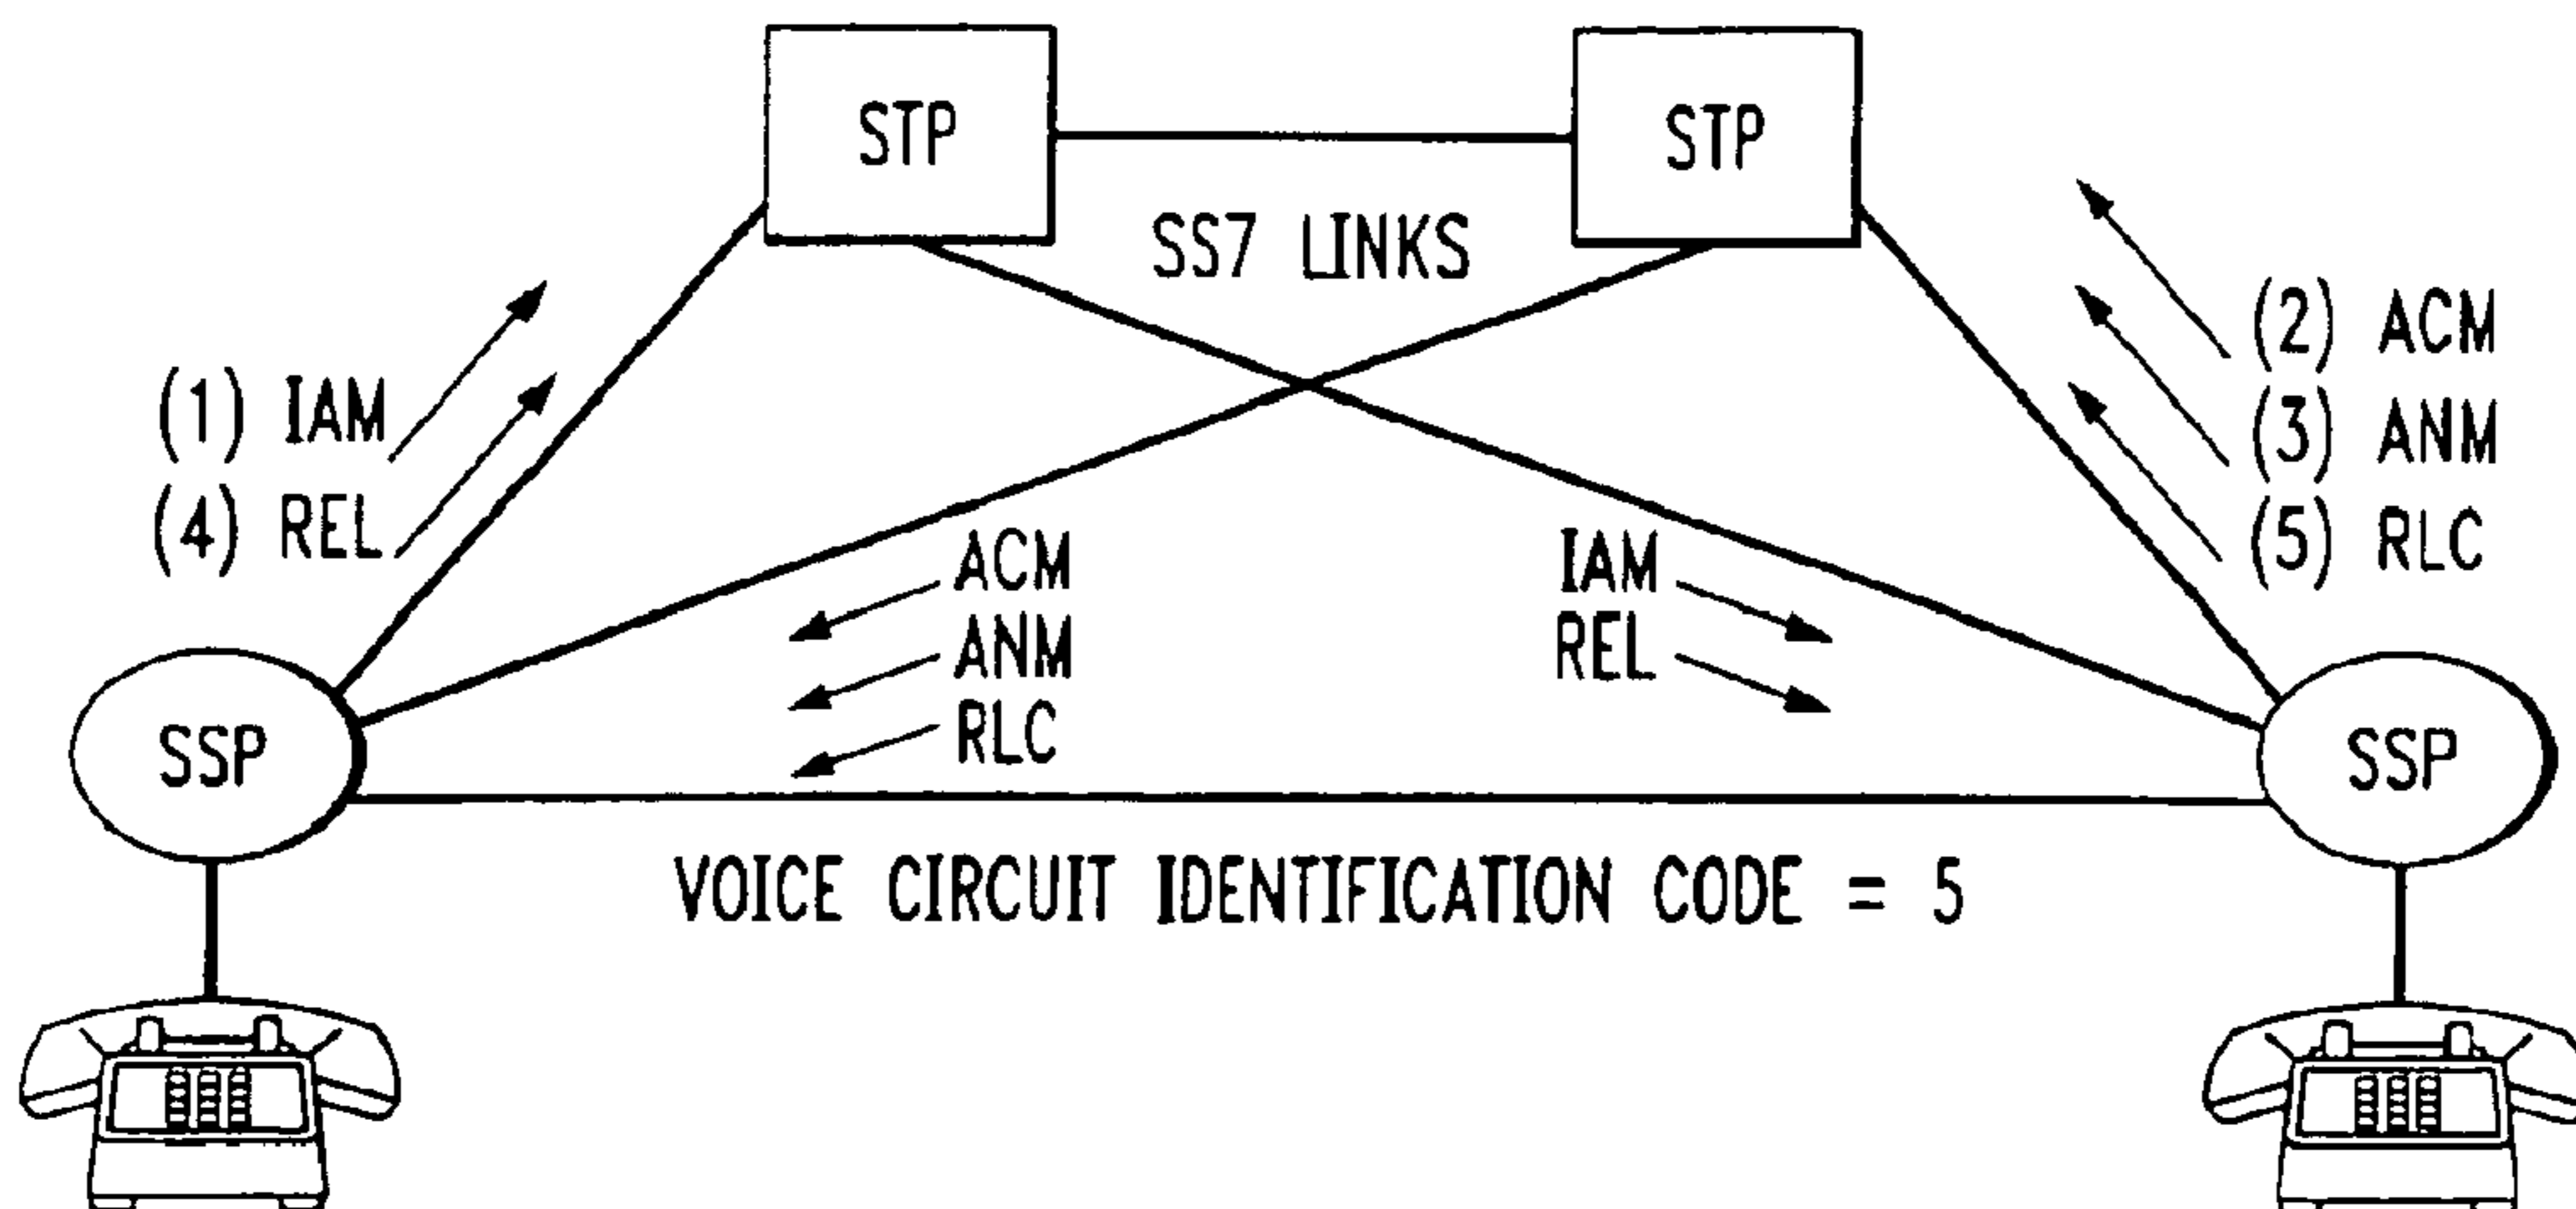 STP
STP
SS7 LINKS
(1) IAM
(4) REL
(2) ACM
(3) ANM
(5) RLC
ACM
ANM
RLC
IAM
REL
SSP
SSP
VOICE CIRCUIT IDENTIFICATION CODE = 5